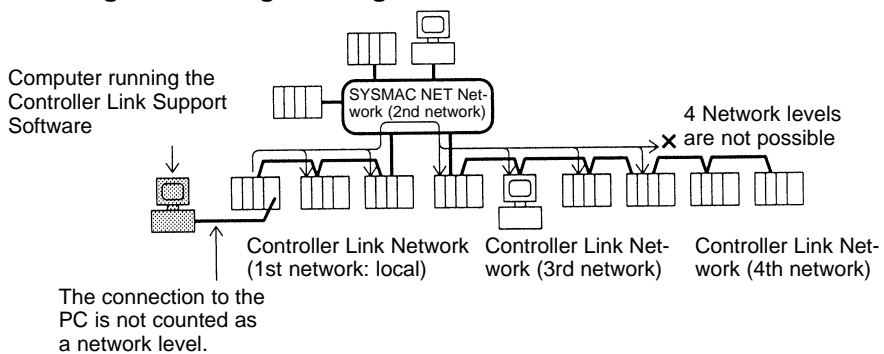 Computer running the
Controller Link Support
Software
SYSMAC NET Net-
work (2nd network)
4 Network levels
are not possible
Controller Link Network
(1st network: local)
Controller Link Net-
work (3rd network)
Controller Link Net-
work (4th network)
The connection to the
PC is not counted as
a network level.